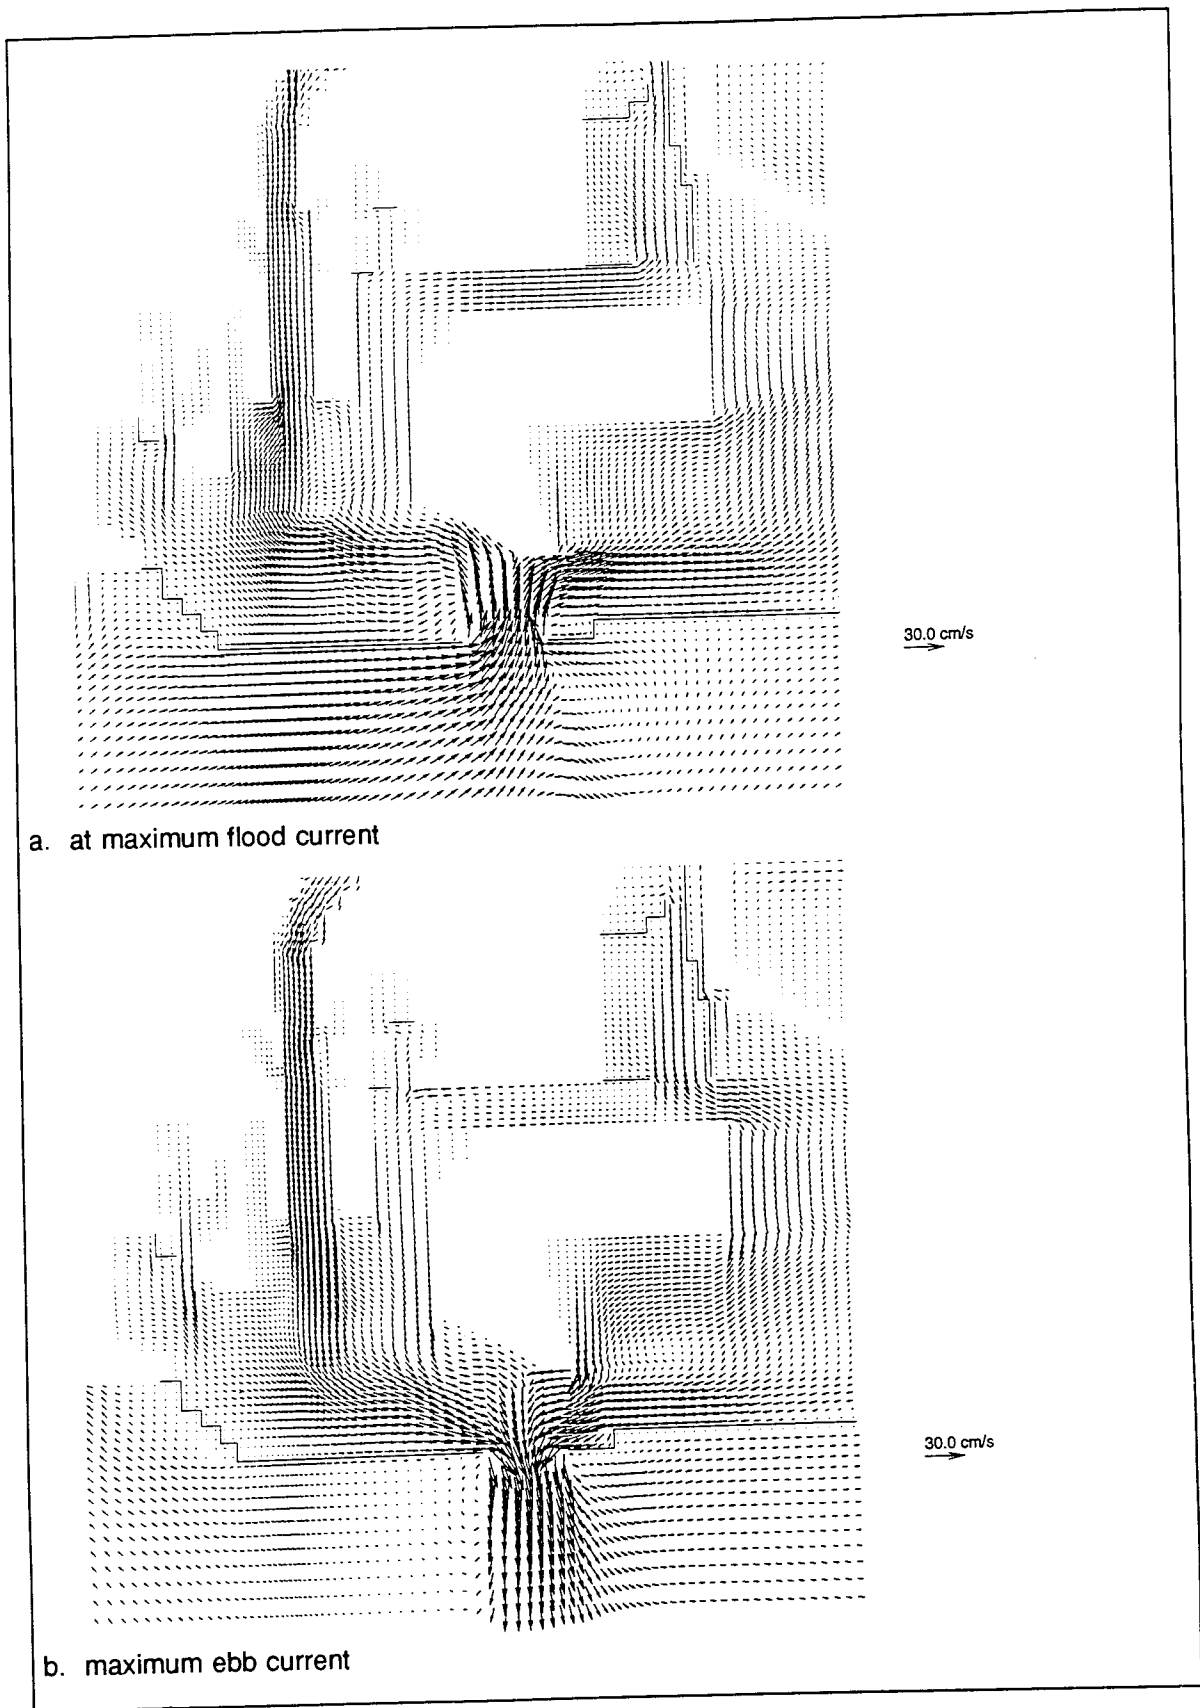 30.0 cm/s
a. at maximum flood current
30.0 cm/s
b. maximum ebb current